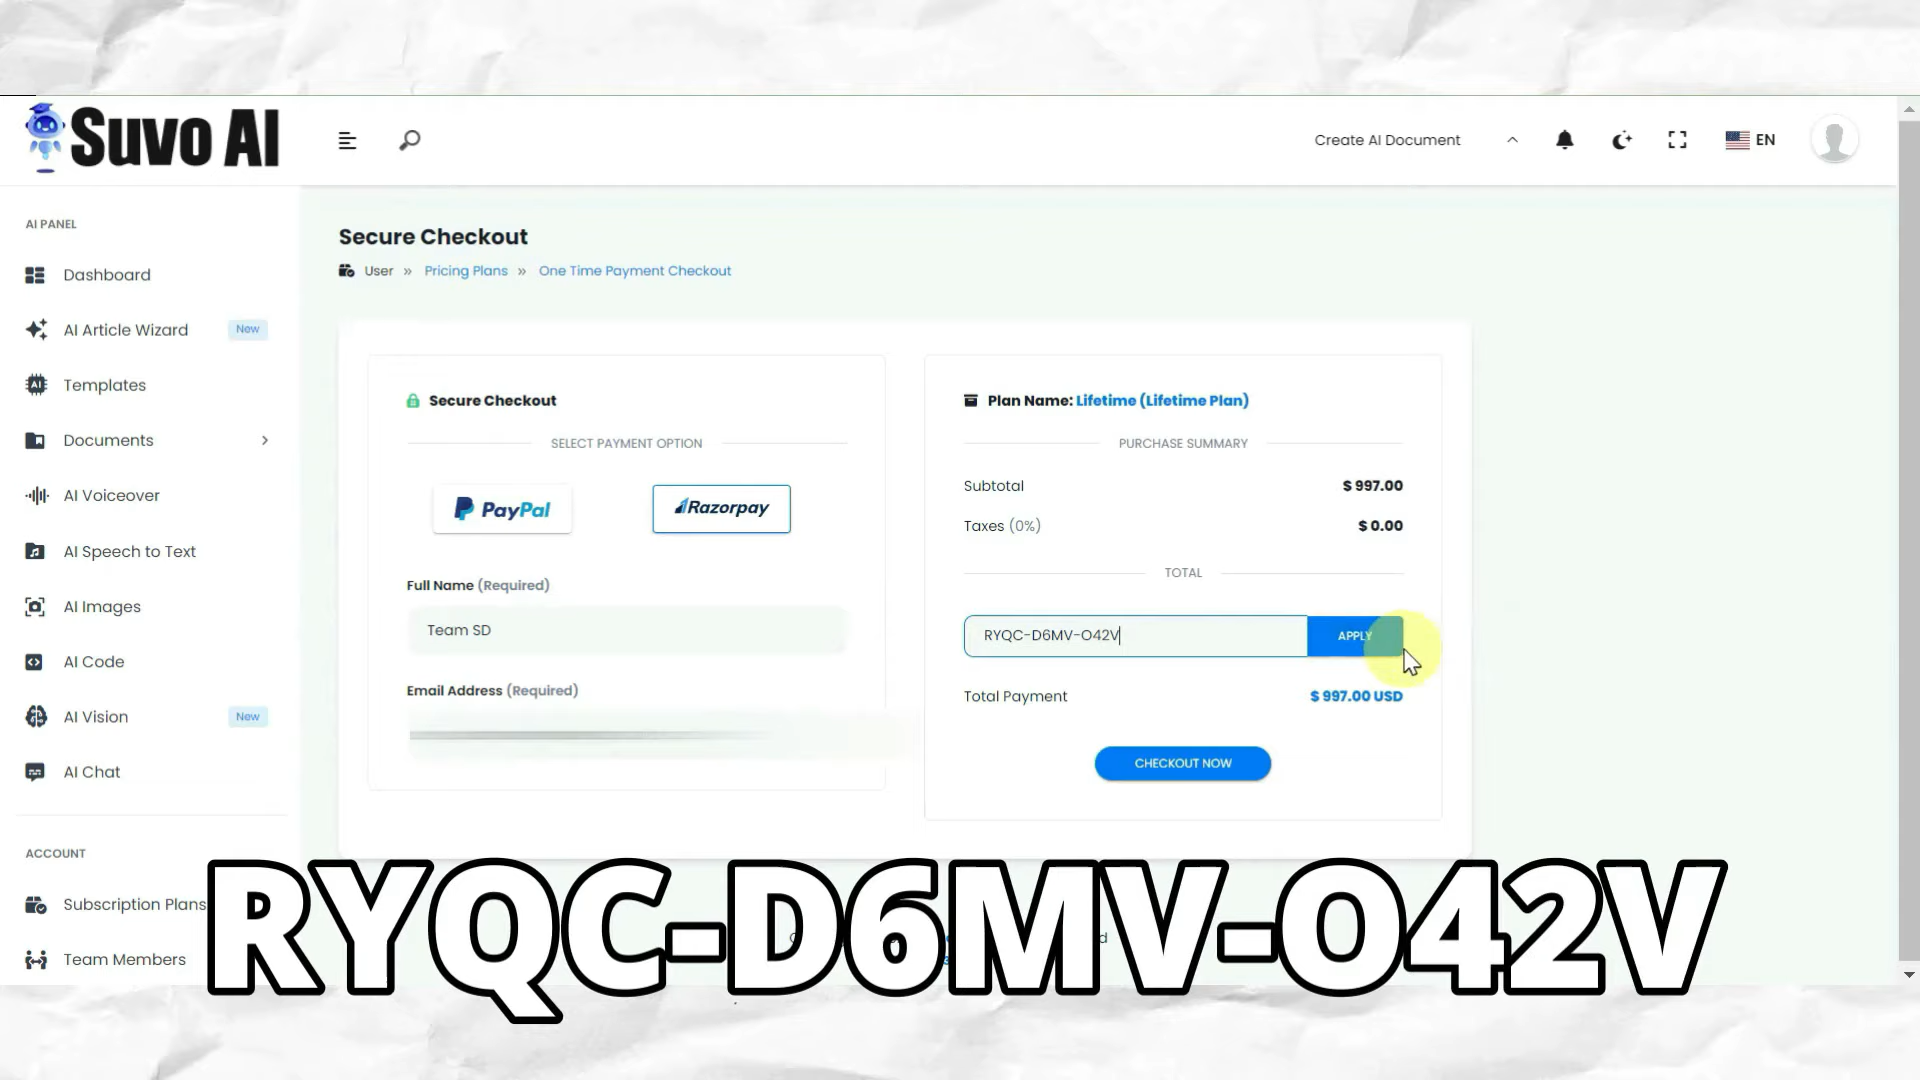 Suvo AI
Create AI Document
EN
AI PANEL
Dashboard
AI Article Wizard New
Templates
Documents
AI Voiceover
AI Speech to Text
AI Images
AI Code
AI Vision New
AI Chat
ACCOUNT
Subscription Plans
Team Members
Secure Checkout
User » Pricing Plans » One Time Payment Checkout
Secure Checkout
SELECT PAYMENT OPTION
PayPal
Razorpay
Full Name (Required)
Team SD
Email Address (Required)
Plan Name: Lifetime (Lifetime Plan)
PURCHASE SUMMARY
Subtotal $ 997.00
Taxes (0%) $ 0.00
TOTAL
RYQC-D6MV-O42V APPLY
Total Payment $ 997.00 USD
CHECKOUT NOW
RYQC-D6MV-O42V